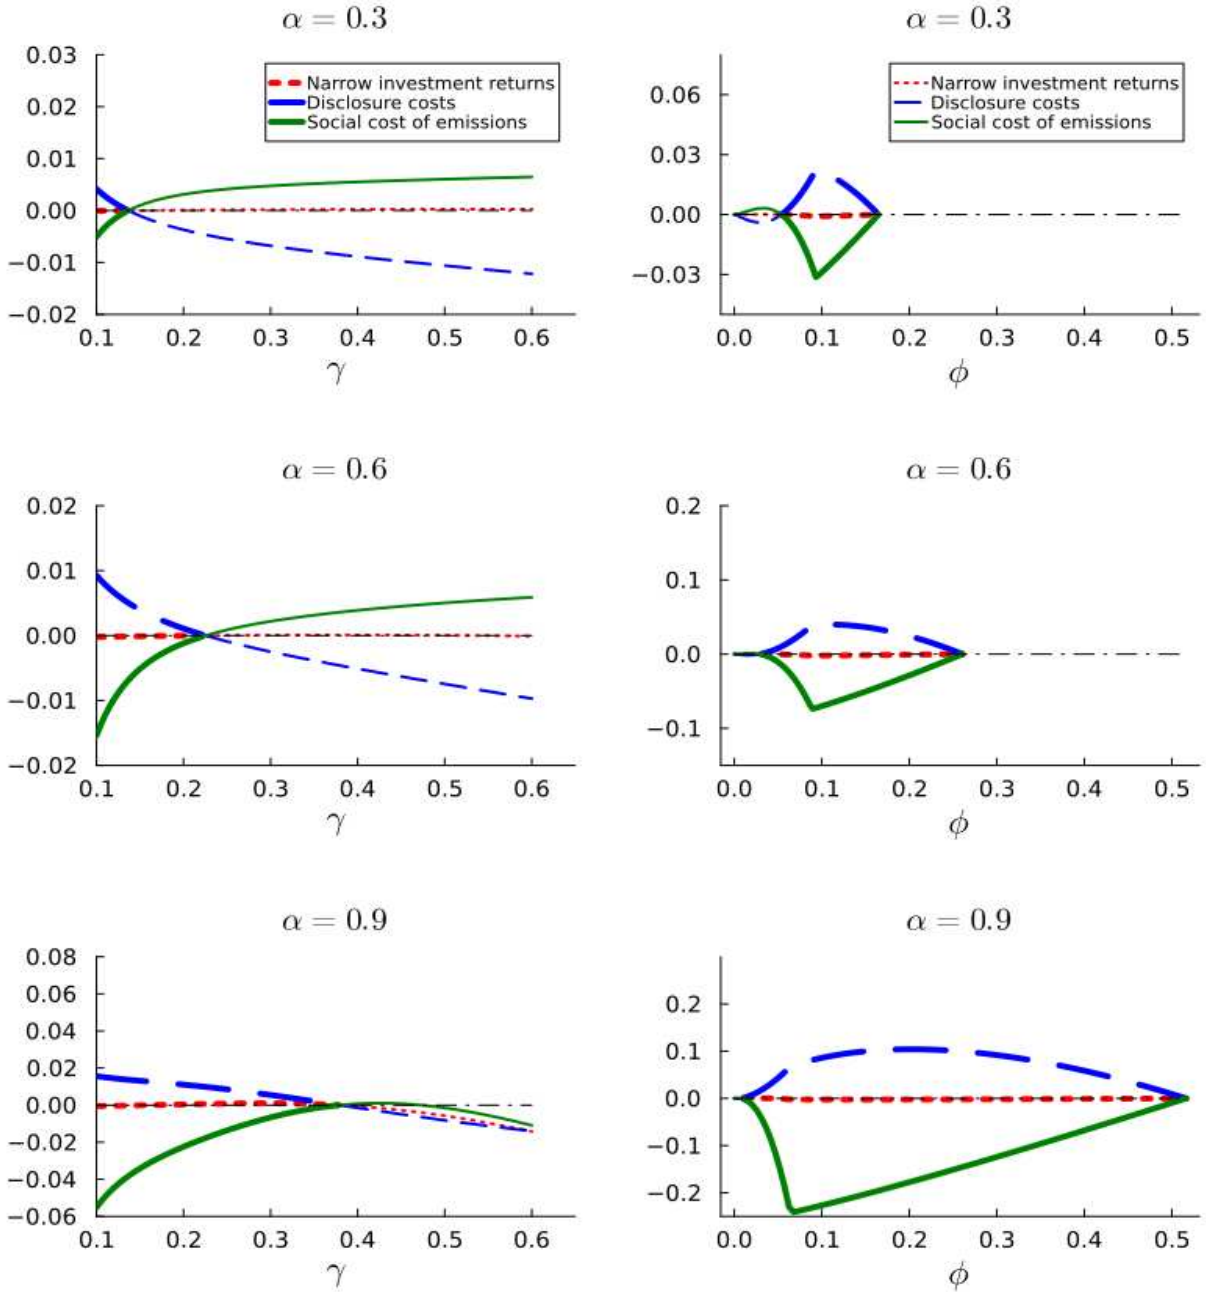 α = 0.3
0.03
0.02
0.01
0.00
−0.01
−0.02
Narrow investment returns
Disclosure costs
Social cost of emissions
0.1 0.2 0.3 0.4 0.5 0.6
γ
α = 0.3
0.06
0.03
0.00
−0.03
Narrow investment returns
Disclosure costs
Social cost of emissions
0.0 0.1 0.2 0.3 0.4 0.5
ϕ
α = 0.6
0.02
0.01
0.00
−0.01
−0.02
0.1 0.2 0.3 0.4 0.5 0.6
γ
α = 0.6
0.2
0.1
0.0
−0.1
0.0 0.1 0.2 0.3 0.4 0.5
ϕ
α = 0.9
0.08
0.06
0.04
0.02
0.00
−0.02
−0.04
−0.06
0.1 0.2 0.3 0.4 0.5 0.6
γ
α = 0.9
0.2
0.1
0.0
−0.1
−0.2
0.0 0.1 0.2 0.3 0.4 0.5
ϕ